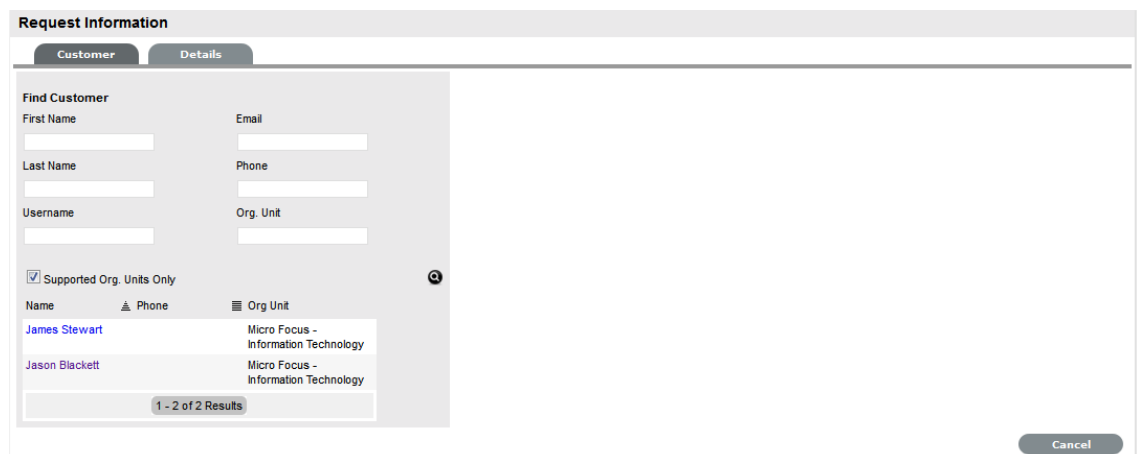 Request Information
Customer Details
Find Customer
First Name Email
Last Name Phone
Username Org. Unit
Supported Org. Units Only
Name Phone Org Unit
James Stewart Micro Focus -
Information Technology
Jason Blackett Micro Focus -
Information Technology
1 - 2 of 2 Results
Cancel